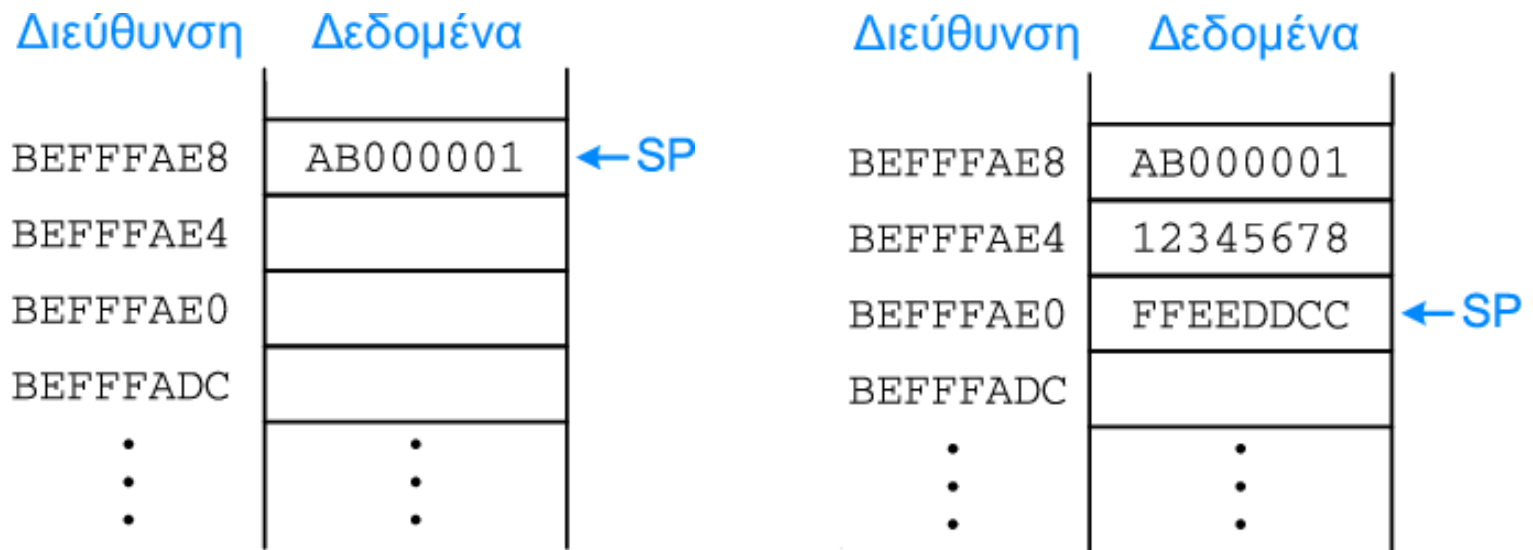 Διεύθυνση Δεδομένα
BEFFFAE8 AB000001 SP
BEFFFAE4
BEFFFAE0
BEFFFADC
Διεύθυνση Δεδομένα
BEFFFAE8 AB000001
BEFFFAE4 12345678
BEFFFAE0 FFEEDDCC SP
BEFFFADC